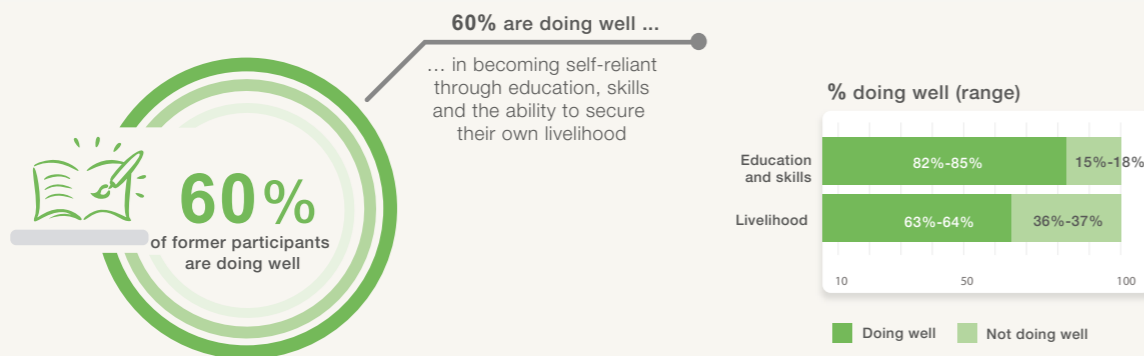 60% are doing well ...
... in becoming self-reliant
through education, skills
and the ability to secure
their own livelihood
60%
of former participants
are doing well
% doing well (range)
Education
and skills
82%-85%
15%-18%
Livelihood
63%-64%
36%-37%
10
50
100
Doing well
Not doing well